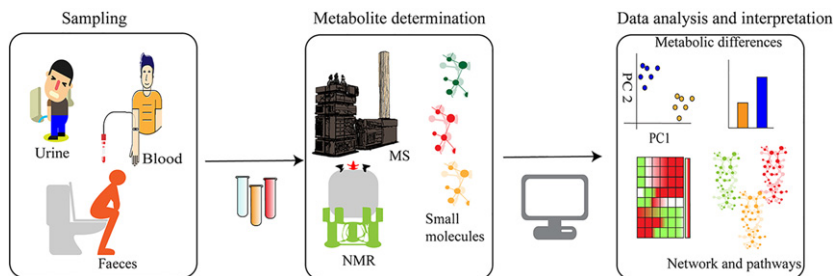 Sampling
Urine
Blood
Faeces
Metabolite determination
MS
NMR
Small
molecules
Data analysis and interpretation
Metabolic differences
PC 2
PC1
Network and pathways